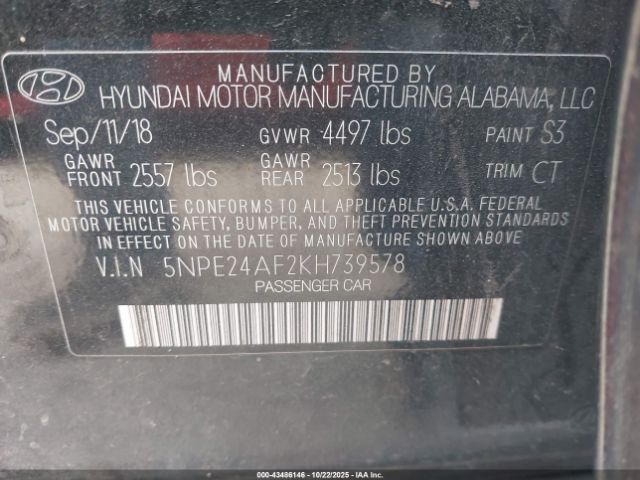 MANUFACTURED BY
HYUNDAI MOTOR MANUFACTURING ALABAMA, LLC
Sep/11/18 GVWR 4497 lbs PAINT S3
GAWR FRONT 2557 lbs GAWR REAR 2513 lbs TRIM CT
THIS VEHICLE CONFORMS TO ALL APPLICABLE U.S.A. FEDERAL
MOTOR VEHICLE SAFETY, BUMPER, AND THEFT PREVENTION STANDARDS
IN EFFECT ON THE DATE OF MANUFACTURE SHOWN ABOVE
V.I.N 5NPE24AF2KH739578
PASSENGER CAR
000-43486146 - 10/22/2025 - IAA, Inc.